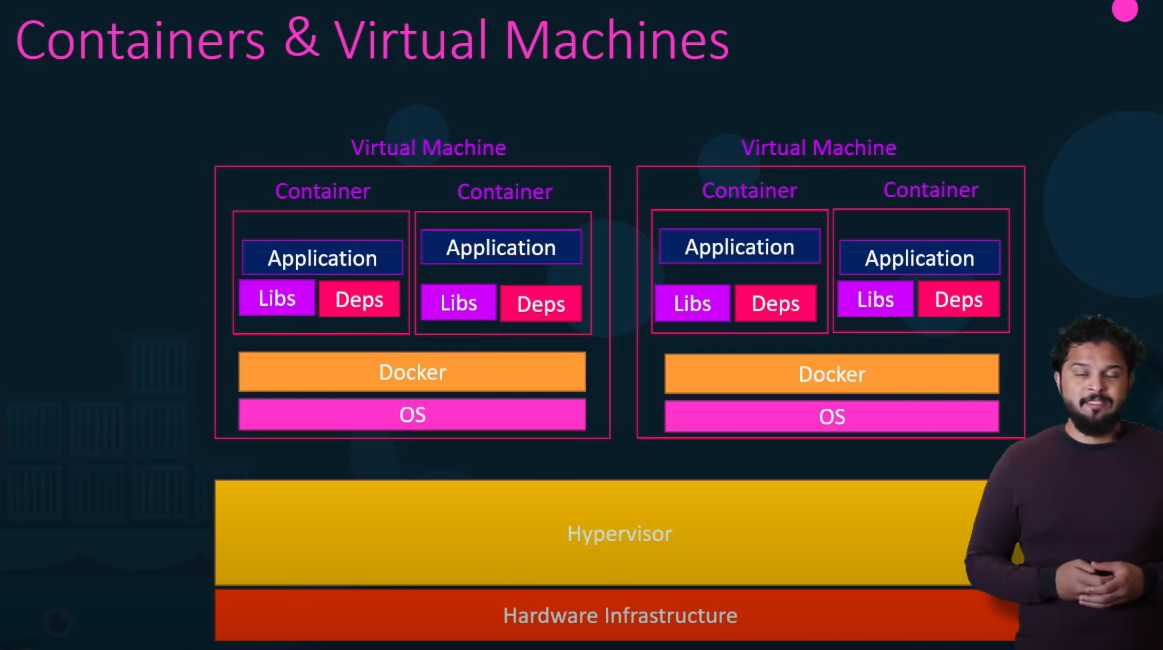 Containers & Virtual Machines
Virtual Machine
Virtual Machine
Container
Container
Container
Container
Application
Application
Application
Application
Libs
Deps
Libs
Deps
Libs
Deps
Libs
Deps
Docker
Docker
OS
OS
Hypervisor
Hardware Infrastructure